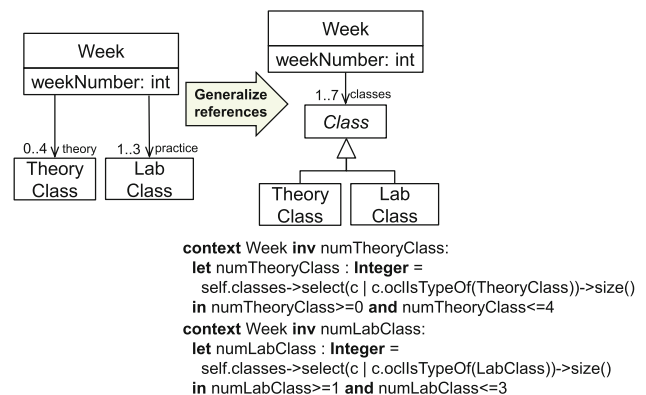 Week
weekNumber: int
0..4 theory
1..3 practice
Theory
Class
Lab
Class
Generalize
references
Week
weekNumber: int
1..7 classes
Class
Theory
Class
Lab
Class
context Week inv numTheoryClass:
let numTheoryClass : Integer =
self.classes->select(c | c.oclIsTypeOf(TheoryClass))->size()
in numTheoryClass>=0 and numTheoryClass<=4
context Week inv numLabClass:
let numLabClass : Integer =
self.classes->select(c | c.oclIsTypeOf(LabClass))->size()
in numLabClass>=1 and numLabClass<=3